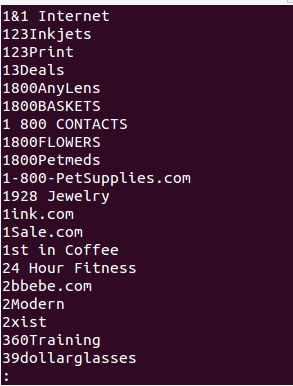 1&1 Internet
123Inkjets
123Print
13Deals
1800AnyLens
1800BASKETS
1 800 CONTACTS
1800FLOWERS
1800Petmeds
1-800-PetSupplies.com
1928 Jewelry
1ink.com
1Sale.com
1st in Coffee
24 Hour Fitness
2bbebe.com
2Modern
2xist
360Training
39dollarglasses
: